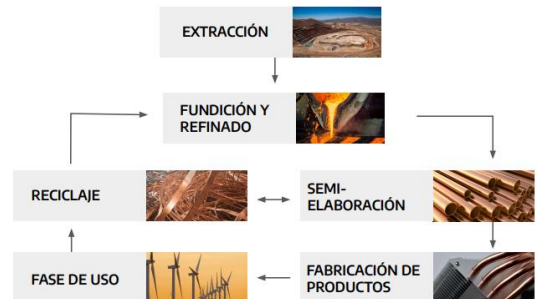 EXTRACCIÓN
FUNDICIÓN Y
REFINADO
RECICLAJE
SEMI-
ELABORACIÓN
FASE DE USO
FABRICACIÓN DE
PRODUCTOS